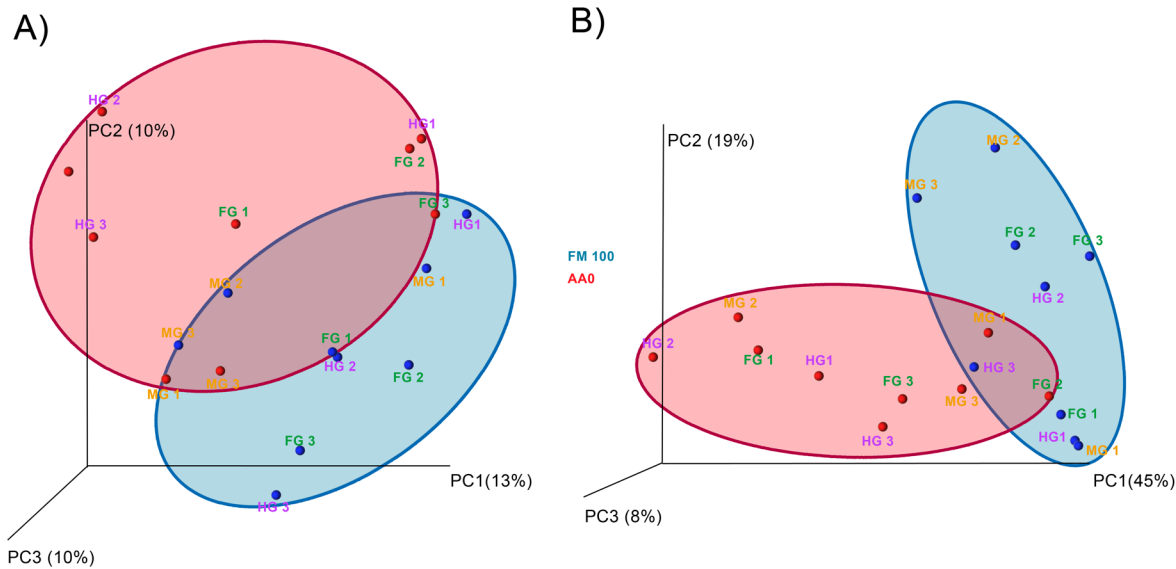 A)
HG 2
PC2 (10%)
HG1
FG 2
HG 3
FG 1
FG 3
HG1
MG 2
MG 1
MG 3
FG 1
HG 2
FG 2
MG 1
MG 3
FG 3
HG 3
PC1(13%)
PC3 (10%)
FM 100
AA0
B)
PC2 (19%)
MG 2
MG 3
FG 2
FG 3
HG 2
MG 2
MG 1
HG 2
FG 1
HG1
HG 3
FG 3
MG 3
FG 2
HG 3
FG 1
HG1
MG 1
PC1(45%)
PC3 (8%)